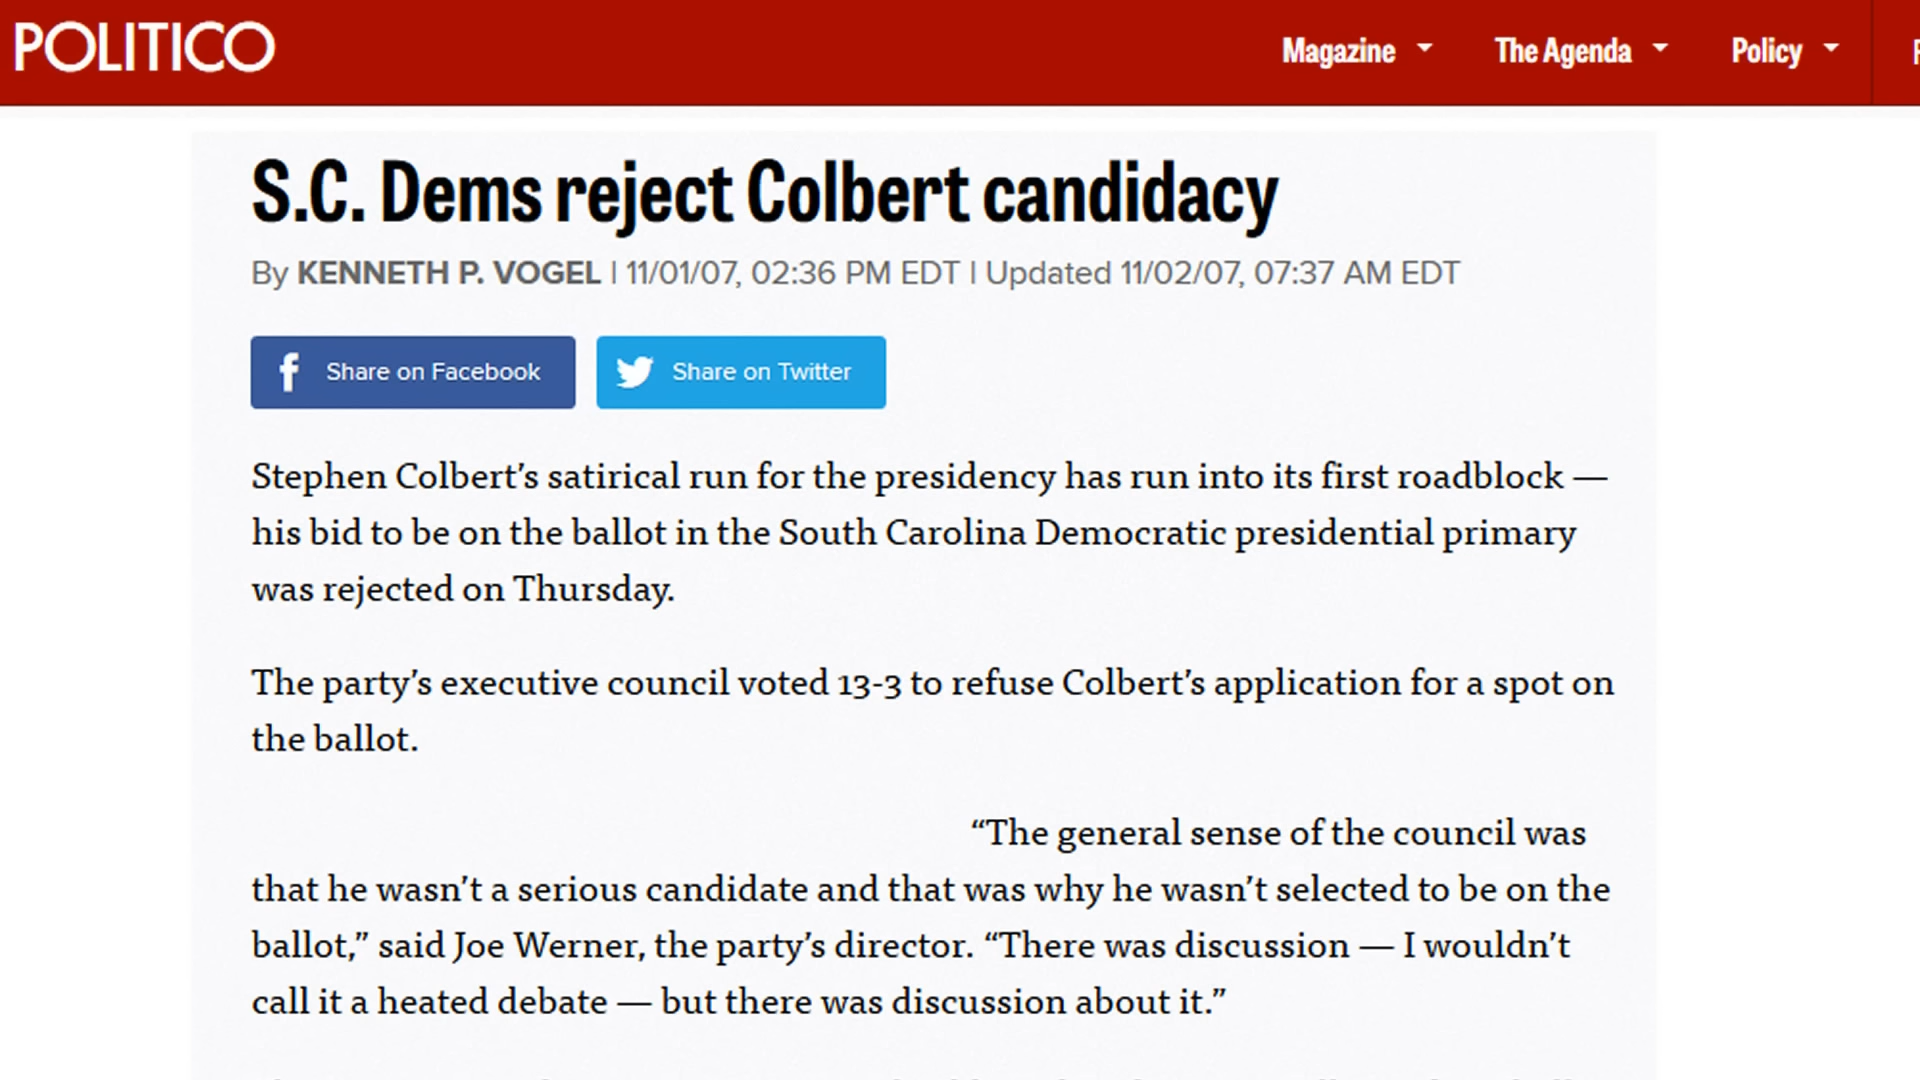 POLITICO
Magazine
The Agenda
Policy
S.C. Dems reject Colbert candidacy
By KENNETH P. VOGEL | 11/01/07, 02:36 PM EDT | Updated 11/02/07, 07:37 AM EDT
Share on Facebook
Share on Twitter
Stephen Colbert’s satirical run for the presidency has run into its first roadblock —
his bid to be on the ballot in the South Carolina Democratic presidential primary
was rejected on Thursday.
The party’s executive council voted 13-3 to refuse Colbert’s application for a spot on
the ballot.
“The general sense of the council was
that he wasn’t a serious candidate and that was why he wasn’t selected to be on the
ballot,” said Joe Werner, the party’s director. “There was discussion — I wouldn’t
call it a heated debate — but there was discussion about it.”